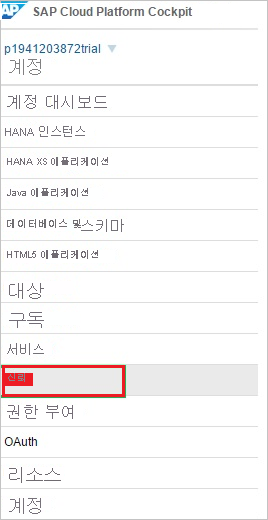 SAP SAP Cloud Platform Cockpit
p1941203872trial
계정
계정 대시보드
HANA 인스턴스
HANA XS 애플리케이션
Java 애플리케이션
데이터베이스 및스키마
HTML5 애플리케이션
대상
구독
서비스
신뢰
권한 부여
OAuth
리소스
계정